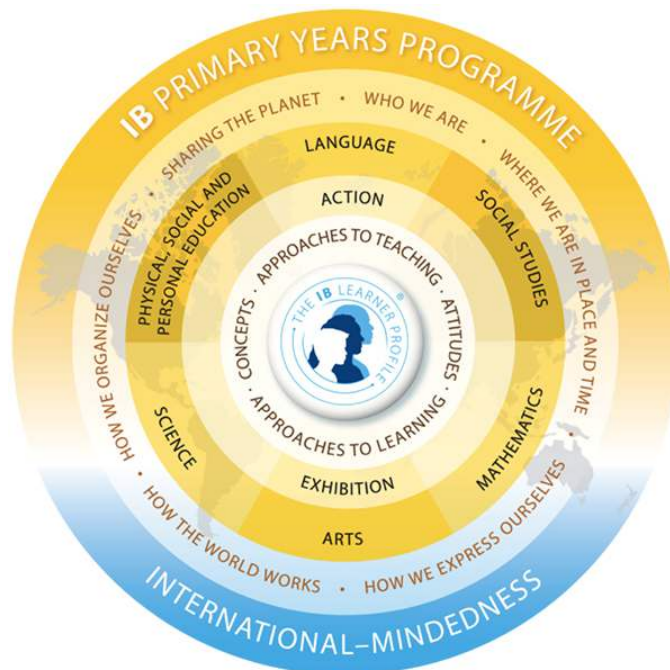 IB PRIMARY YEARS PROGRAMME
SHARING THE PLANET • WHO WE ARE • WHERE WE ARE IN PLACE AND TIME • HOW WE EXPRESS OURSELVES • HOW THE WORLD WORKS • HOW WE ORGANIZE OURSELVES •
LANGUAGE
SOCIAL STUDIES
MATHEMATICS
ARTS
SCIENCE
PHYSICAL, SOCIAL AND
PERSONAL EDUCATION
ACTION
EXHIBITION
APPROACHES TO TEACHING • ATTITUDES • APPROACHES TO LEARNING • CONCEPTS •
THE IB LEARNER PROFILE ®
INTERNATIONAL–MINDEDNESS